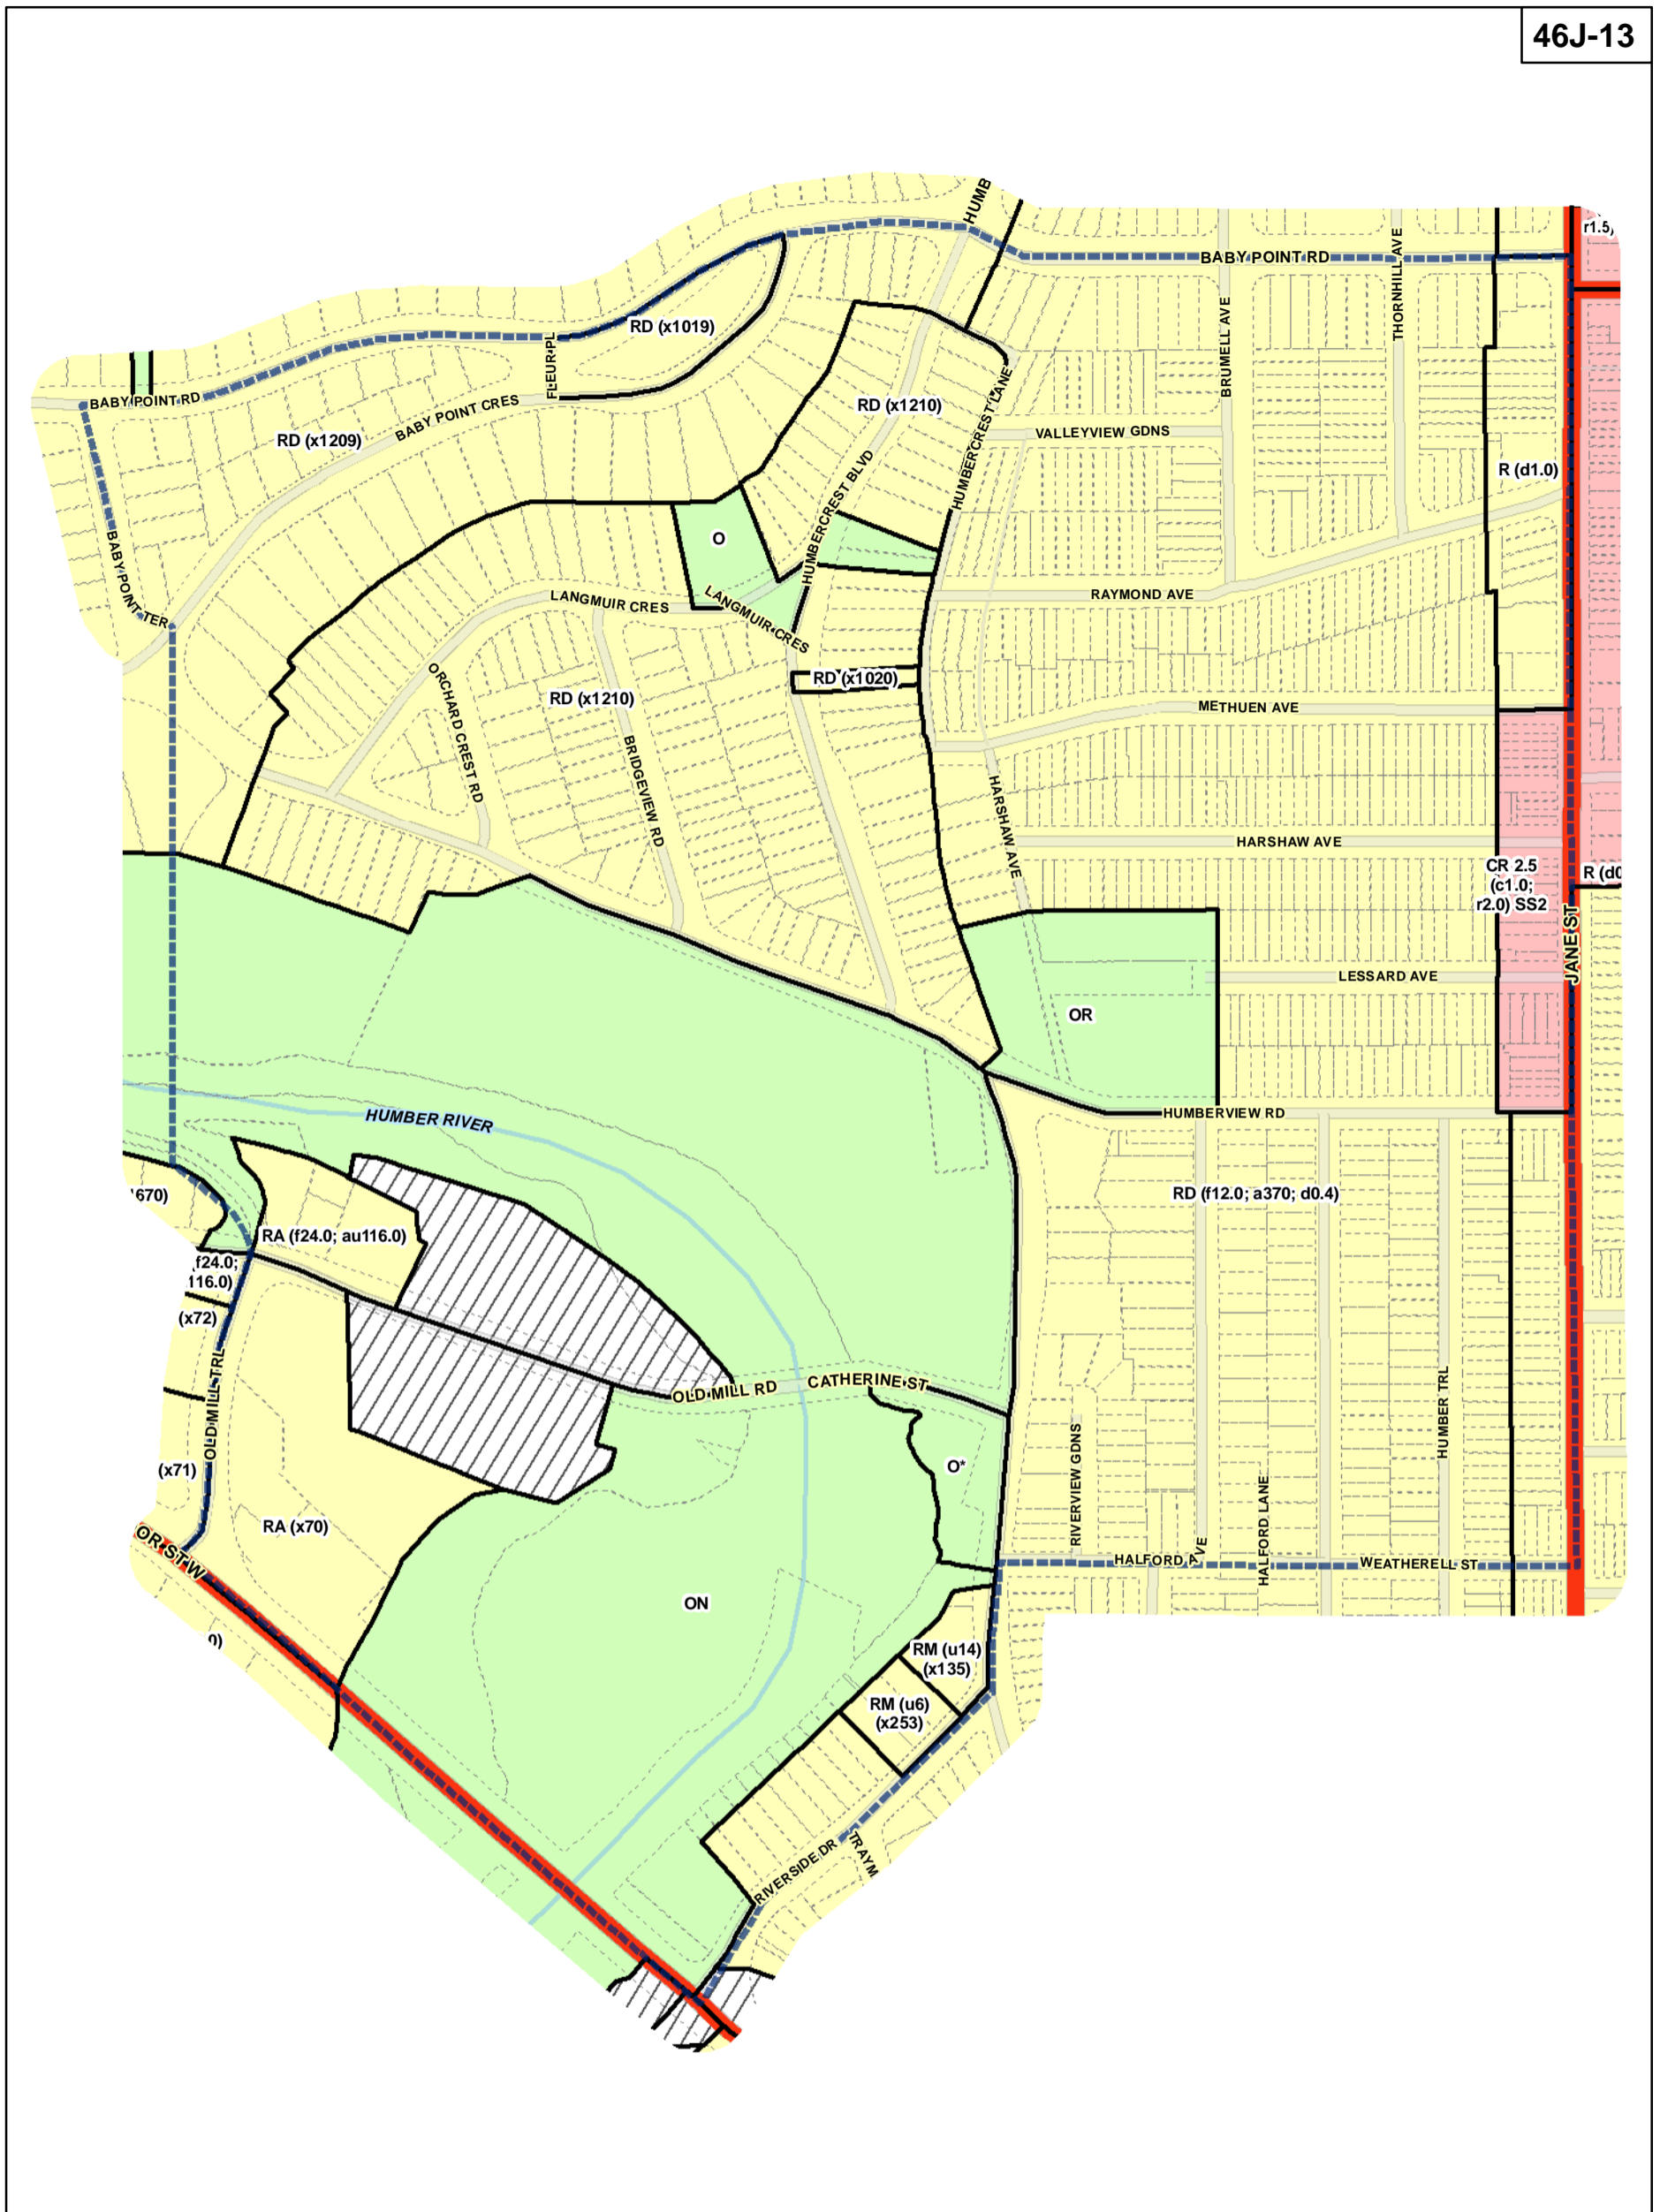 46J-13
HUMB
r1.5)
BABY POINT RD
THORNHILL AVE
RD (x1019)
BRUMELL AVE
FLEUR PL
BABY POINT RD
BABY POINT CRES
RD (x1209)
RD (x1210)
HUMBERCREST LANE
VALLEYVIEW GDNS
R (d1.0)
HUMBERCREST BLVD
O
BABY POINT TER
LANGMUIR CRES
LANGMUIR CRES
RAYMOND AVE
ORCHARD CREST RD
RD (x1020)
RD (x1210)
METHUEN AVE
BRIDGEVIEW RD
HARSHAW AVE
HARSHAW AVE
CR 2.5
(c1.0;
r2.0) SS2
R (d0
JANE ST
LESSARD AVE
OR
HUMBER RIVER
HUMBERVIEW RD
670)
RD (f12.0; a370; d0.4)
RA (f24.0; au116.0)
f24.0;
116.0)
(x72)
OLD MILL TRL
OLD MILL RD
CATHERINE ST
HUMBER TRL
O*
(x71)
RIVERVIEW GDNS
HALFORD LANE
RA (x70)
OR ST W
HALFORD AVE
WEATHERELL ST
ON
0)
RM (u14)
(x135)
RM (u6)
(x253)
RIVERSIDE DR
TRAYM